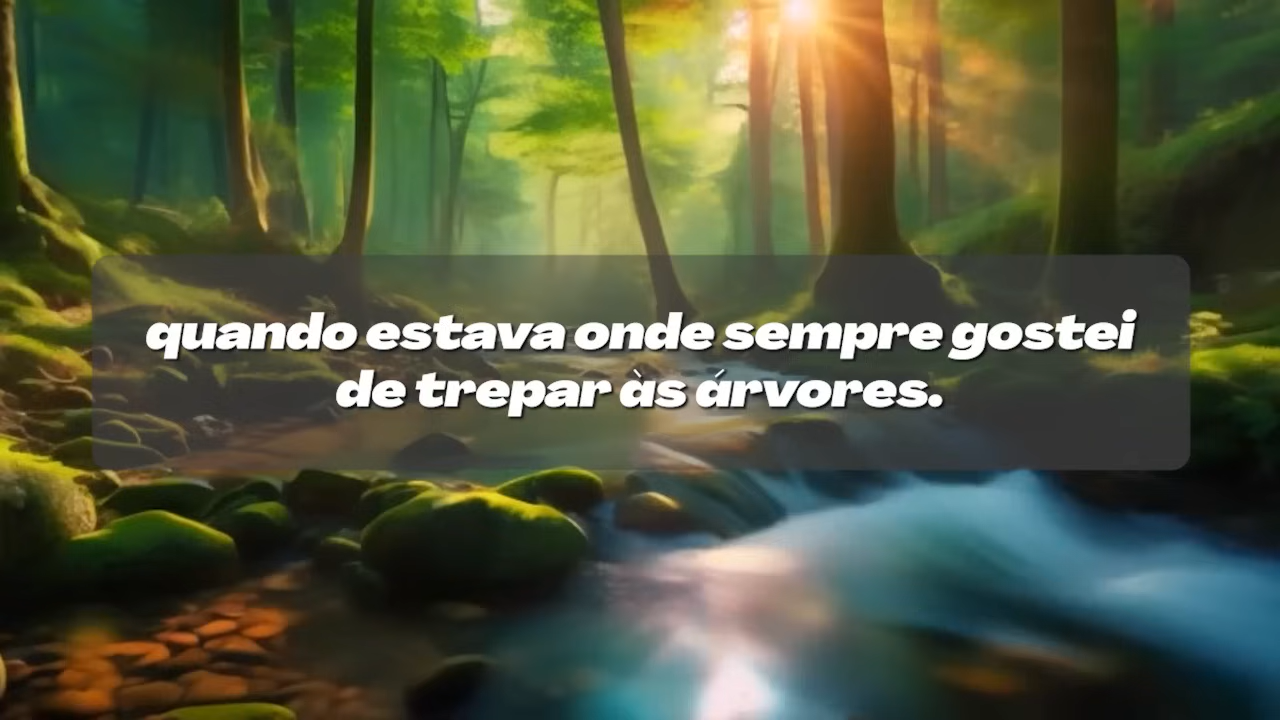 quando estava onde sempre gostei
de trepar às árvores.